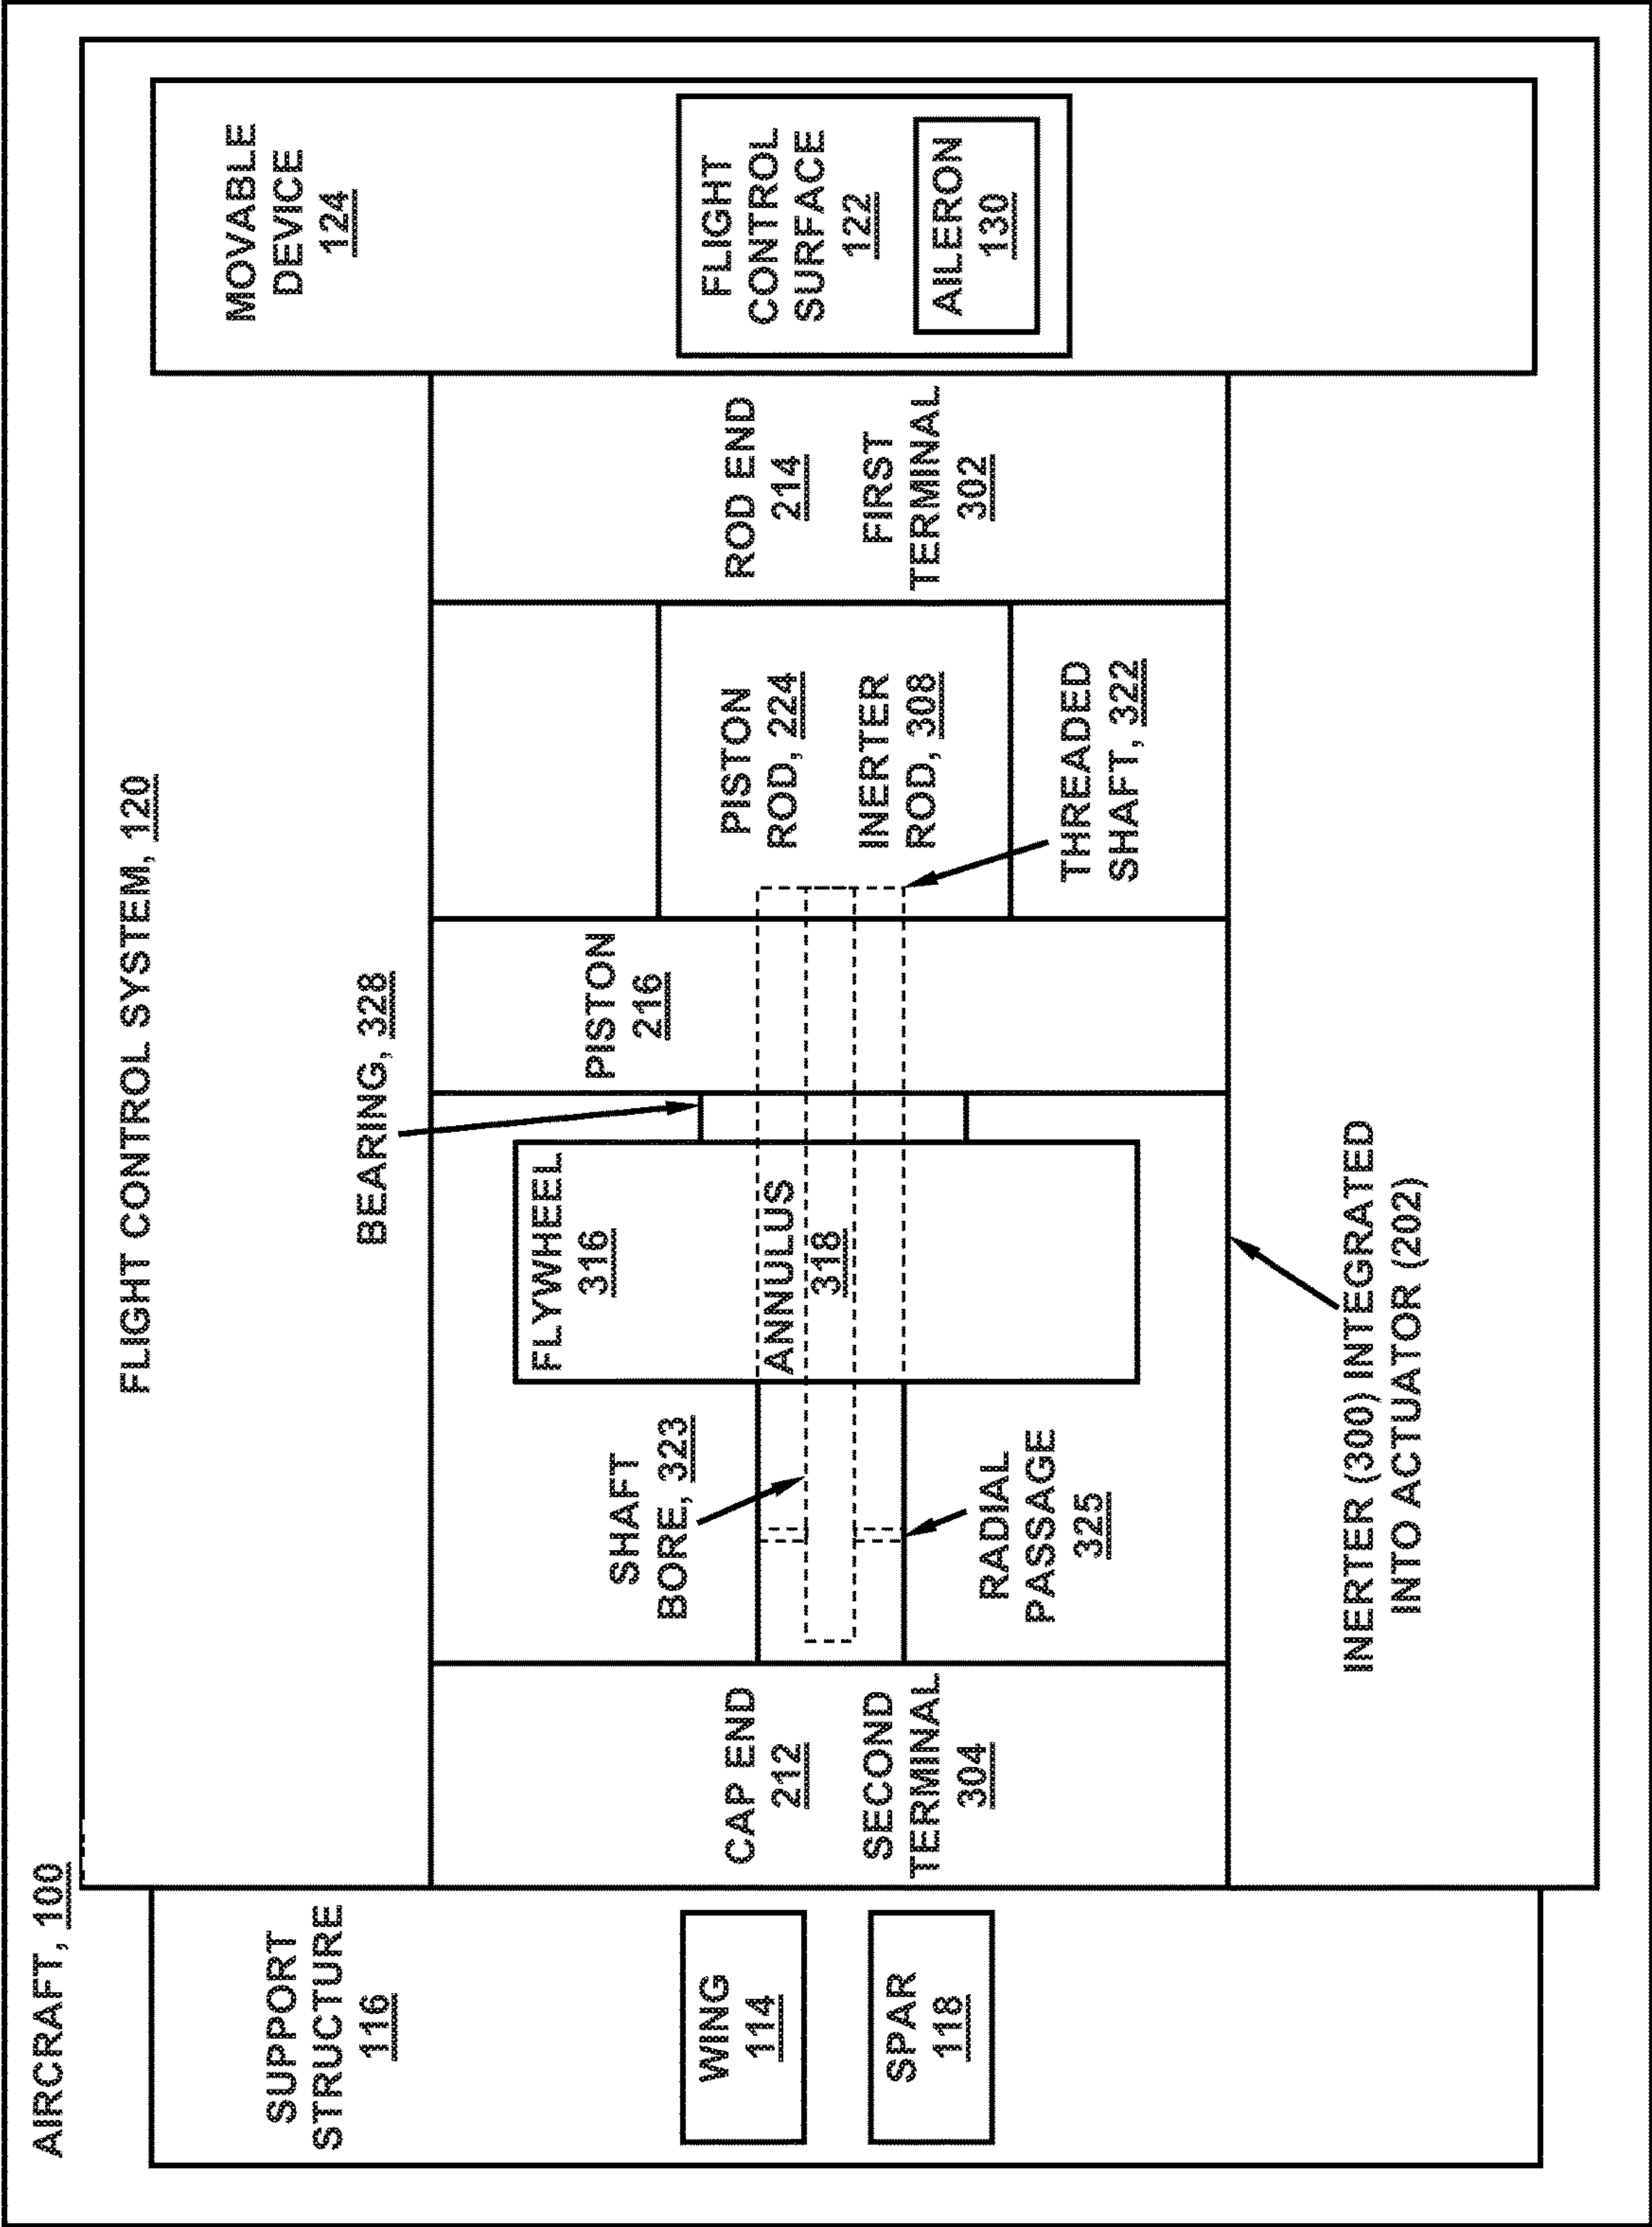 AIRCRAFT, 100
FLIGHT CONTROL SYSTEM, 120
SUPPORT
STRUCTURE
116
WING
114
SPAR
118
CAP END
212
SECOND
TERMINAL
304
SHAFT
BORE, 323
RADIAL
PASSAGE
325
BEARING, 328
FLYWHEEL
316
ANNULUS
318
PISTON
216
PISTON
ROD, 224
INERTER
ROD, 308
THREADED
SHAFT, 322
ROD END
214
FIRST
TERMINAL
302
MOVABLE
DEVICE
124
FLIGHT
CONTROL
SURFACE
122
AILERON
130
INERTER (300) INTEGRATED
INTO ACTUATOR (202)